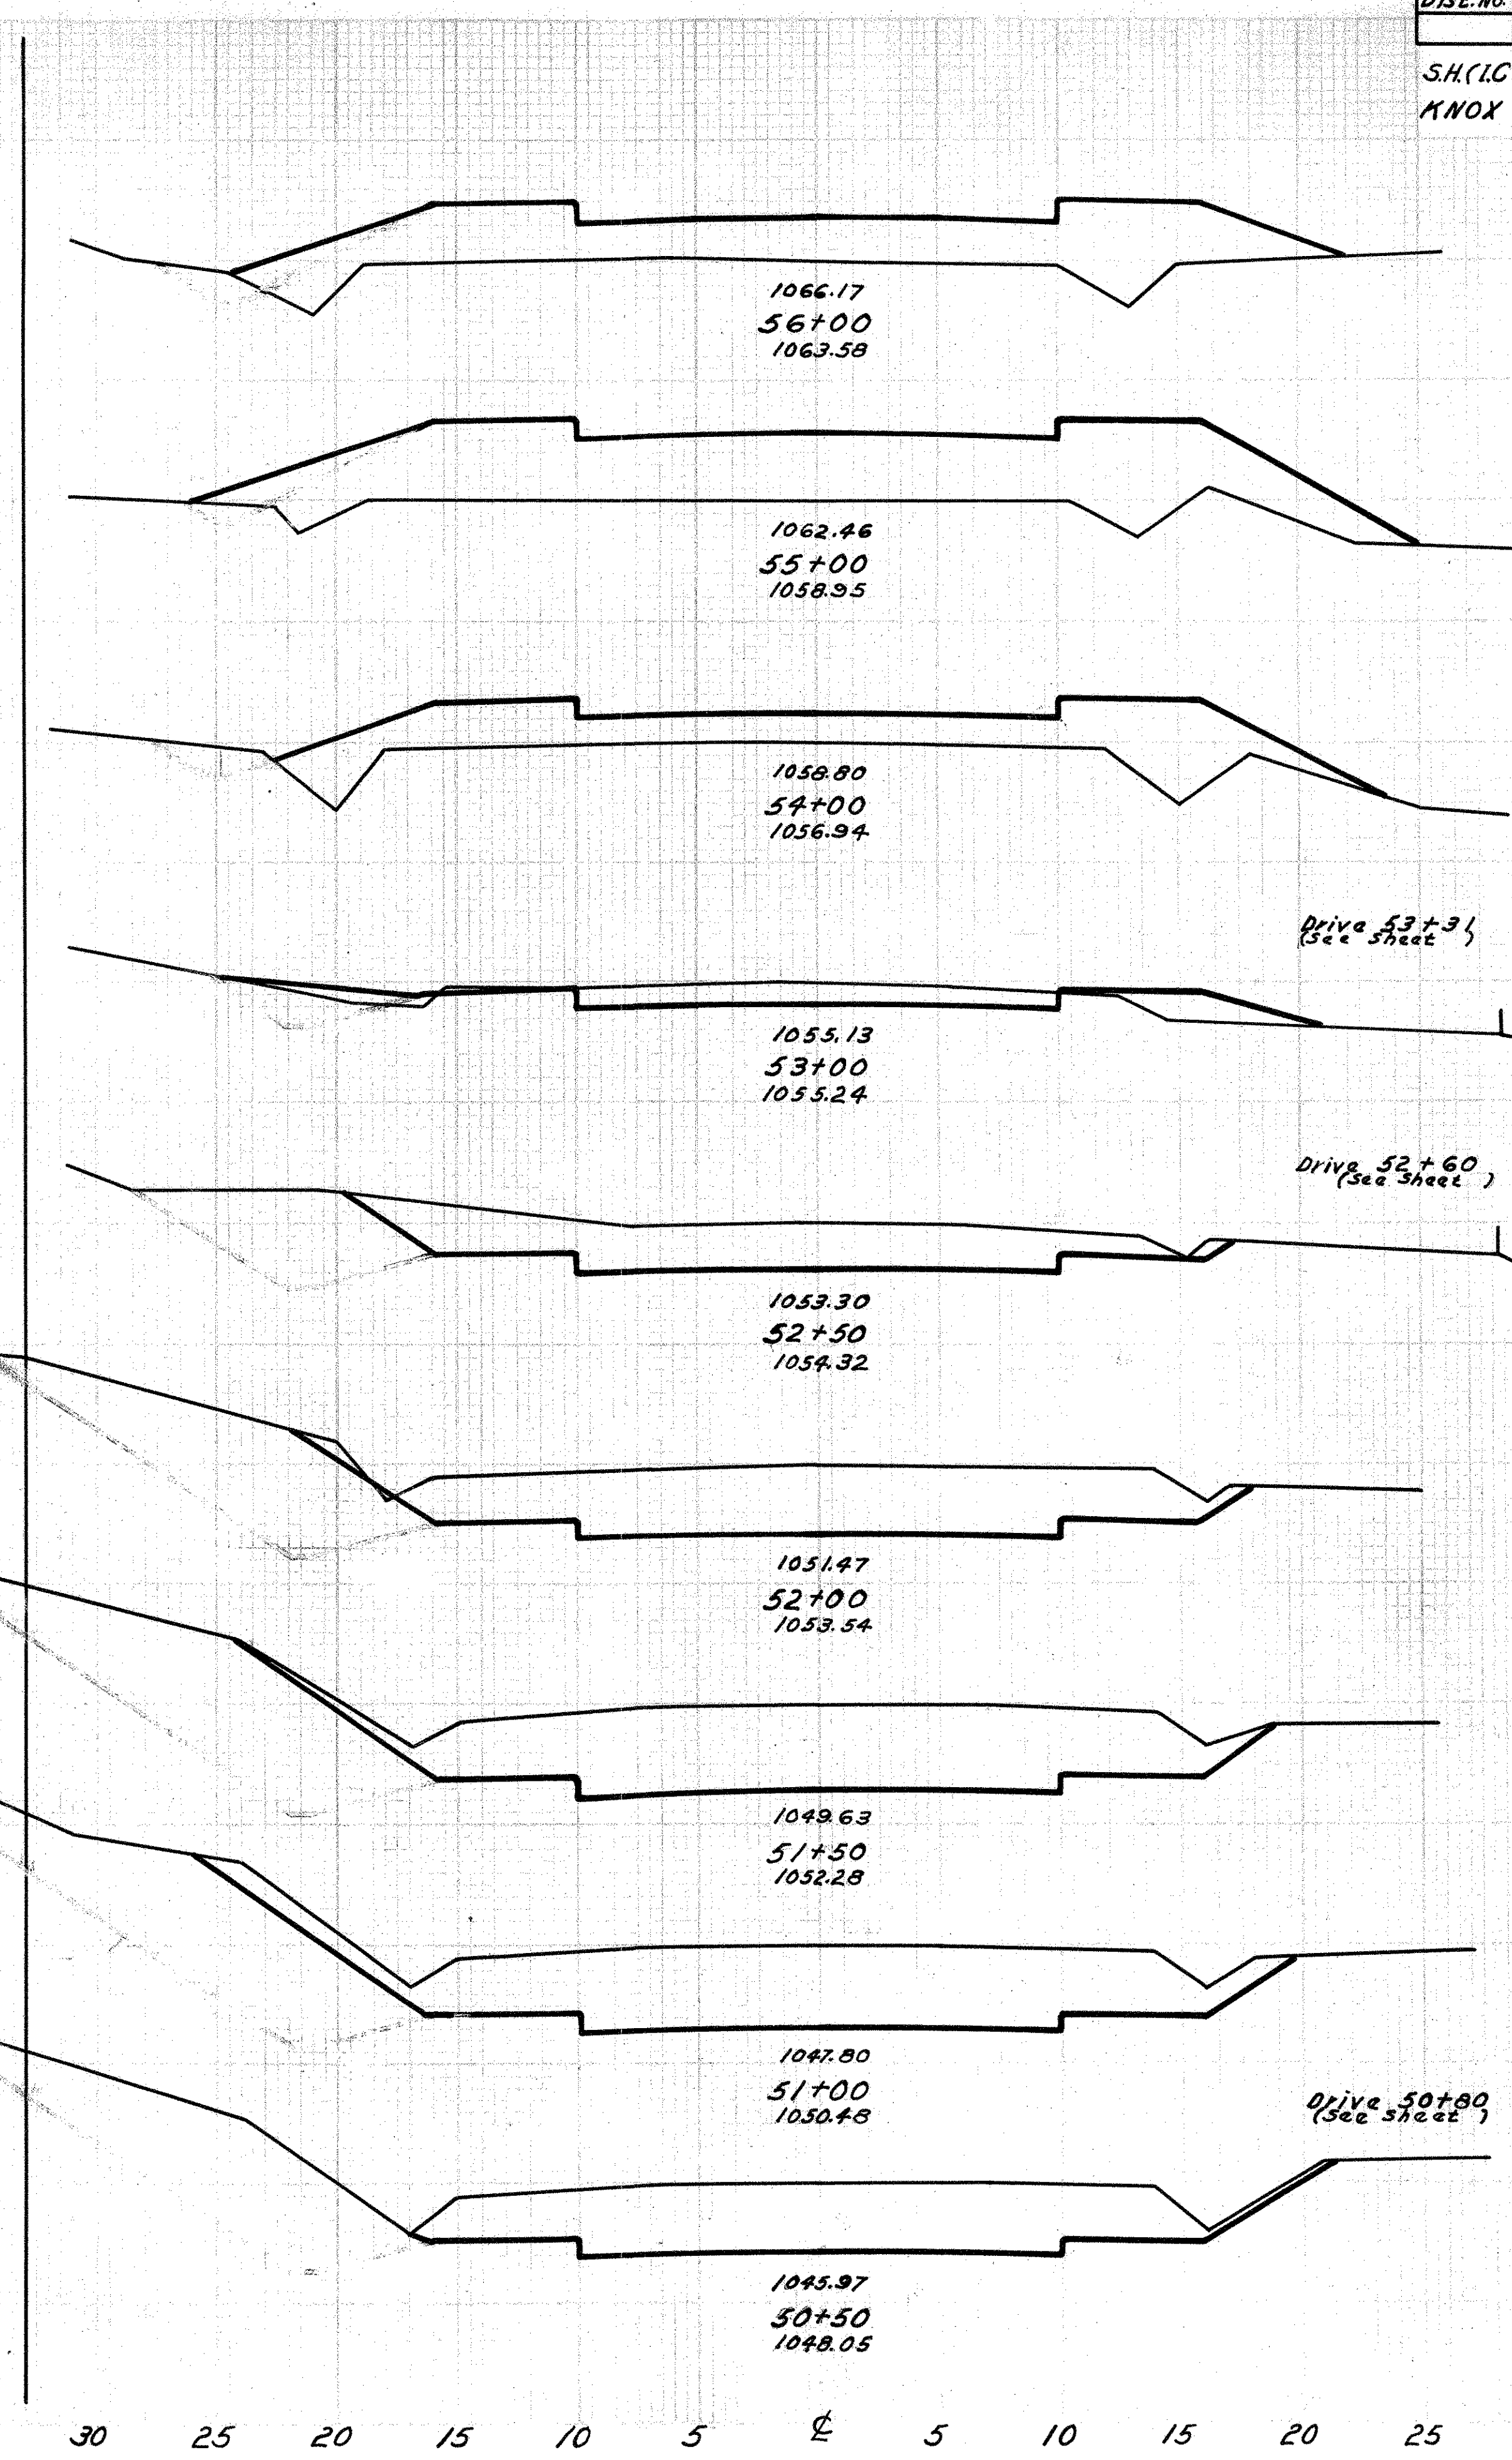 DIST. NO.
S.H.(I.C
KNOX
1066.17
56+00
1063.58
1062.46
55+00
1058.95
1058.80
54+00
1056.94
Drive 53+31
(See Sheet )
1055.13
53+00
1055.24
Drive 52+60
(See Sheet )
1053.30
52+50
1054.32
1051.47
52+00
1053.54
1049.63
51+50
1052.28
1047.80
51+00
1050.48
Drive 50+80
(See Sheet )
1045.97
50+50
1048.05
30 25 20 15 10 5 ℄ 5 10 15 20 25